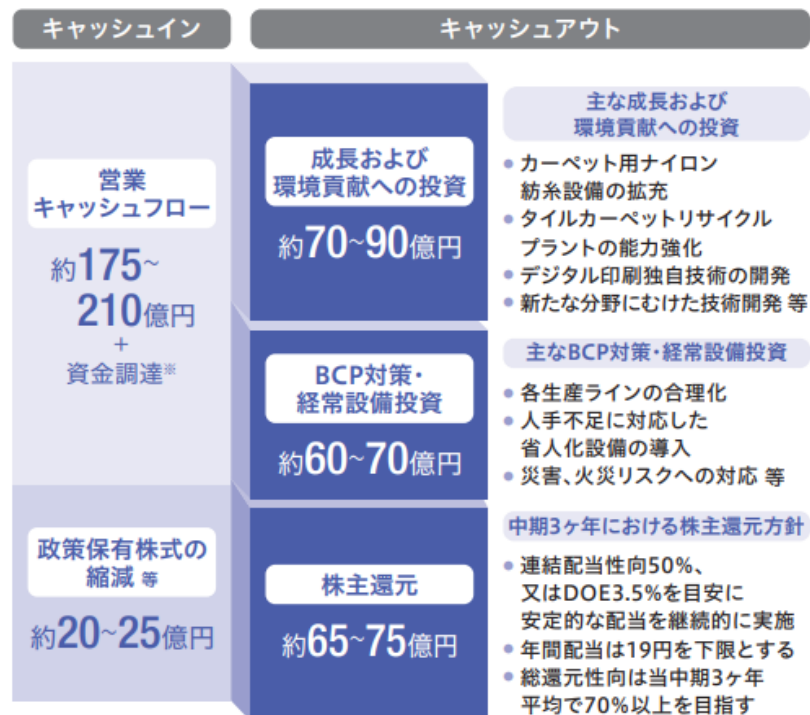 キャッシュイン
キャッシュアウト
営業
キャッシュフロー
約175~
210億円
+
資金調達※
政策保有株式の
縮減 等
約20~25億円
成長および
環境貢献への投資
約70~90億円
BCP対策・
経常設備投資
約60~70億円
株主還元
約65~75億円
主な成長および
環境貢献への投資
● カーペット用ナイロン
紡糸設備の拡充
● タイルカーペットリサイクル
プラントの能力強化
● デジタル印刷独自技術の開発
● 新たな分野にむけた技術開発 等
主なBCP対策・経常設備投資
● 各生産ラインの合理化
● 人手不足に対応した
省人化設備の導入
● 災害、火災リスクへの対応 等
中期3ヶ年における株主還元方針
● 連結配当性向50%、
又はDOE3.5%を目安に
安定的な配当を継続的に実施
● 年間配当は19円を下限とする
● 総還元性向は当中期3ヶ年
平均で70%以上を目指す